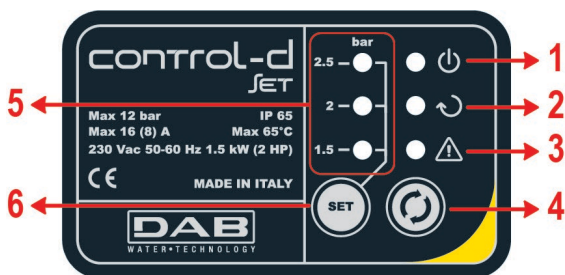 control-d
SET
Max 12 bar IP 65
Max 16 (8) A Max 65°C
230 Vac 50-60 Hz 1.5 kW (2 HP)
CE MADE IN ITALY
DAB
WATER•TECHNOLOGY
bar
2.5
2
1.5
SET
1
2
3
4
5
6